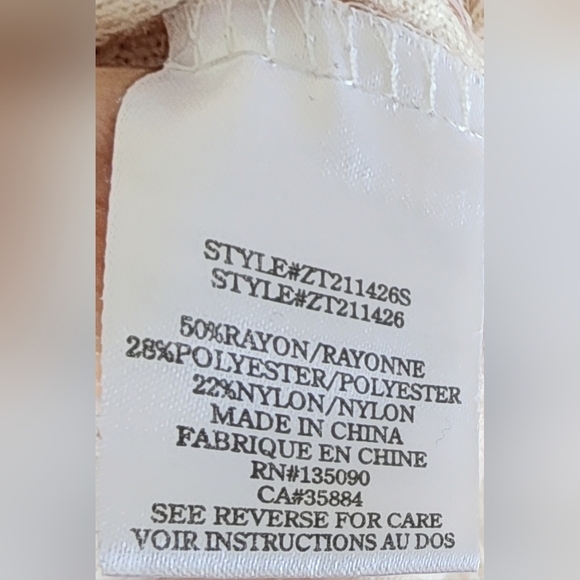 STYLE#ZT211426S
STYLE#ZT211426
50%RAYON/RAYONNE
28%POLYESTER/POLYESTER
22%NYLON/NYLON
MADE IN CHINA
FABRIQUE EN CHINE
RN#135090
CA#35884
SEE REVERSE FOR CARE
VOIR INSTRUCTIONS AU DOS